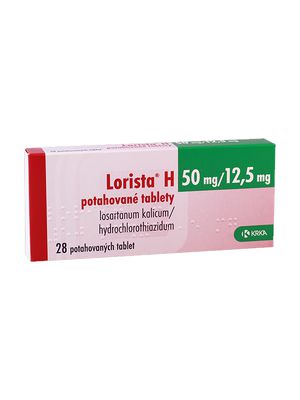 Lorista® H
50 mg/12,5 mg
potahované tablety
losartanum kalicum/
hydrochlorothiazidum
28 potahovaných tablet
KRKA